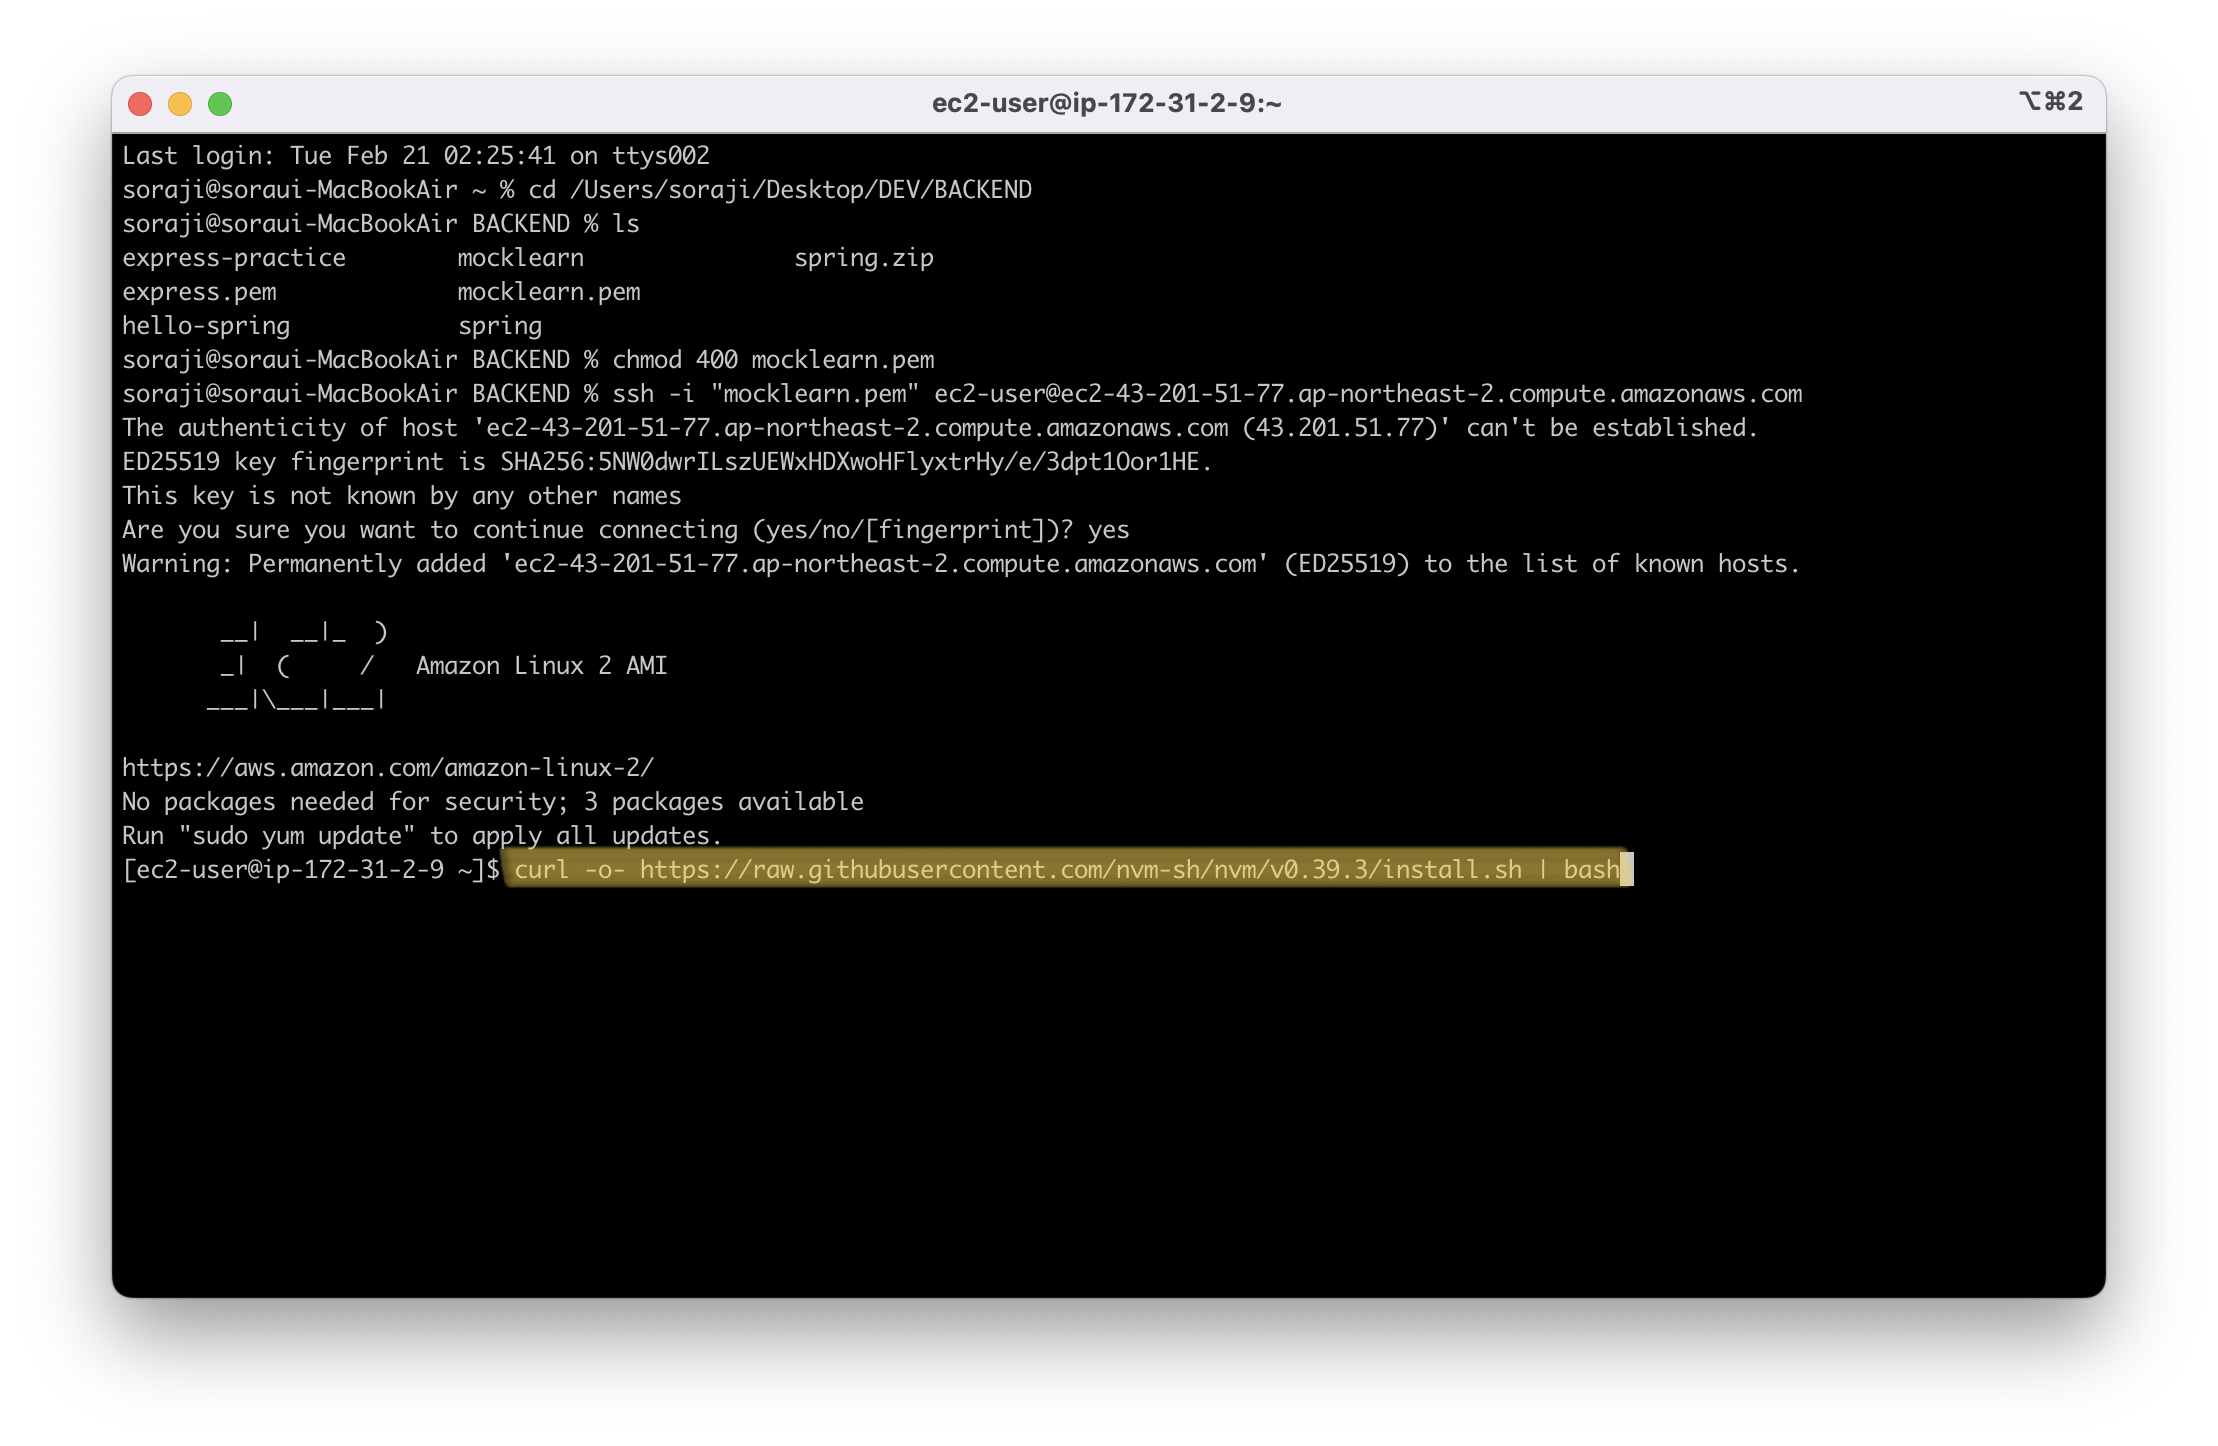 ec2-user@ip-172-31-2-9:~
⌥⌘2
Last login: Tue Feb 21 02:25:41 on ttys002
soraji@soraui-MacBookAir ~ % cd /Users/soraji/Desktop/DEV/BACKEND
soraji@soraui-MacBookAir BACKEND % ls
express-practice        mocklearn               spring.zip
express.pem             mocklearn.pem
hello-spring            spring
soraji@soraui-MacBookAir BACKEND % chmod 400 mocklearn.pem
soraji@soraui-MacBookAir BACKEND % ssh -i "mocklearn.pem" ec2-user@ec2-43-201-51-77.ap-northeast-2.compute.amazonaws.com
The authenticity of host 'ec2-43-201-51-77.ap-northeast-2.compute.amazonaws.com (43.201.51.77)' can't be established.
ED25519 key fingerprint is SHA256:5NW0dwrILszUEWxHDXwoHFlyxtrHy/e/3dpt1Oor1HE.
This key is not known by any other names
Are you sure you want to continue connecting (yes/no/[fingerprint])? yes
Warning: Permanently added 'ec2-43-201-51-77.ap-northeast-2.compute.amazonaws.com' (ED25519) to the list of known hosts.
       __|  __|_  )
       _|  (     /   Amazon Linux 2 AMI
      ___|\___|___|
https://aws.amazon.com/amazon-linux-2/
No packages needed for security; 3 packages available
Run "sudo yum update" to apply all updates.
[ec2-user@ip-172-31-2-9 ~]$ curl -o- https://raw.githubusercontent.com/nvm-sh/nvm/v0.39.3/install.sh | bash